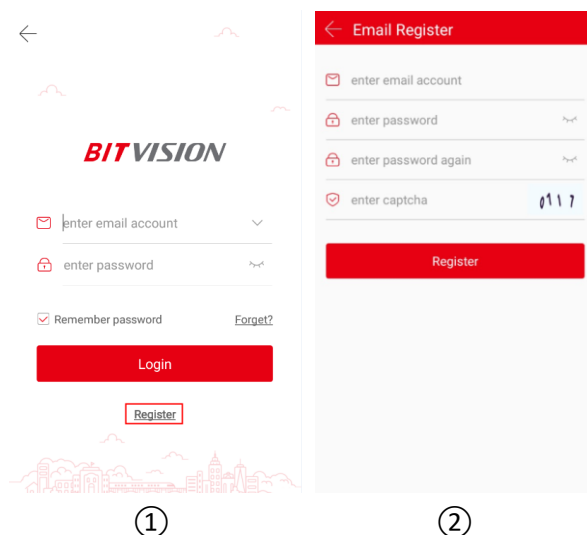 BITVISION
enter email account
enter password
Remember password Forget?
Login
Register
①
Email Register
enter email account
enter password
enter password again
enter captcha 0917
Register
②